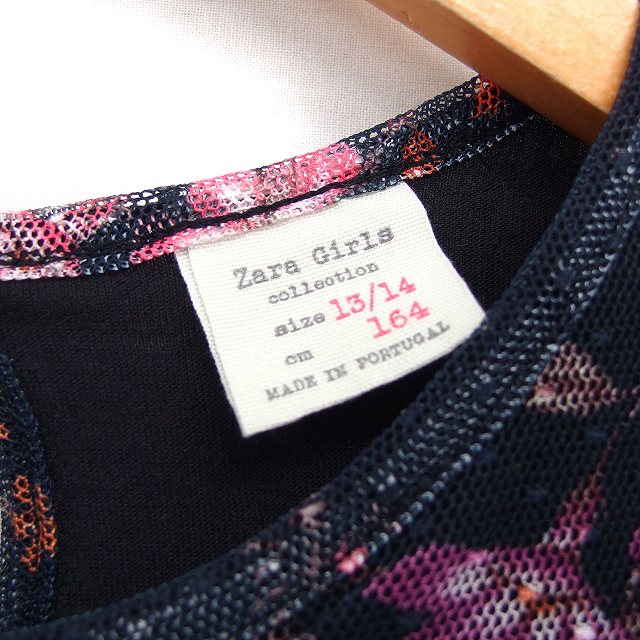 Zara Girls
collection
size 13/14
cm 164
MADE IN PORTUGAL